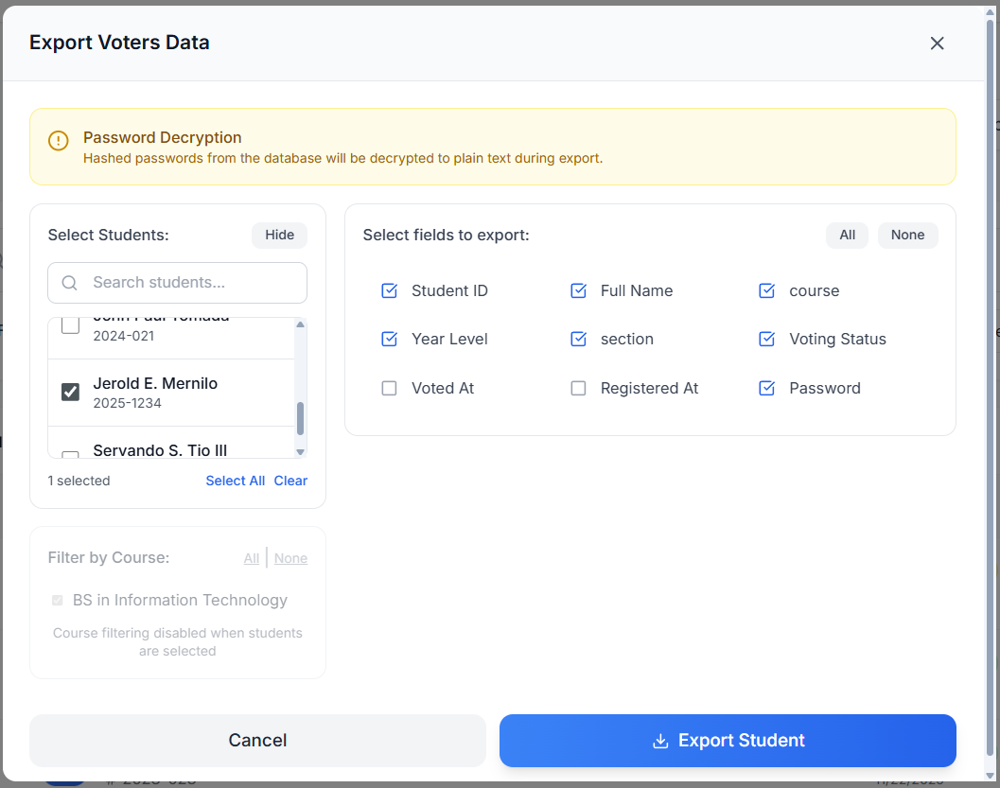 Export Voters Data
Password Decryption
Hashed passwords from the database will be decrypted to plain text during export.
Select Students:
Hide
Search students...
John Paul Tomada
2024-021
Jerold E. Mernilo
2025-1234
Servando S. Tio III
1 selected
Select All
Clear
Filter by Course:
All
None
BS in Information Technology
Course filtering disabled when students
are selected
Select fields to export:
All
None
Student ID
Full Name
course
Year Level
section
Voting Status
Voted At
Registered At
Password
Cancel
Export Student